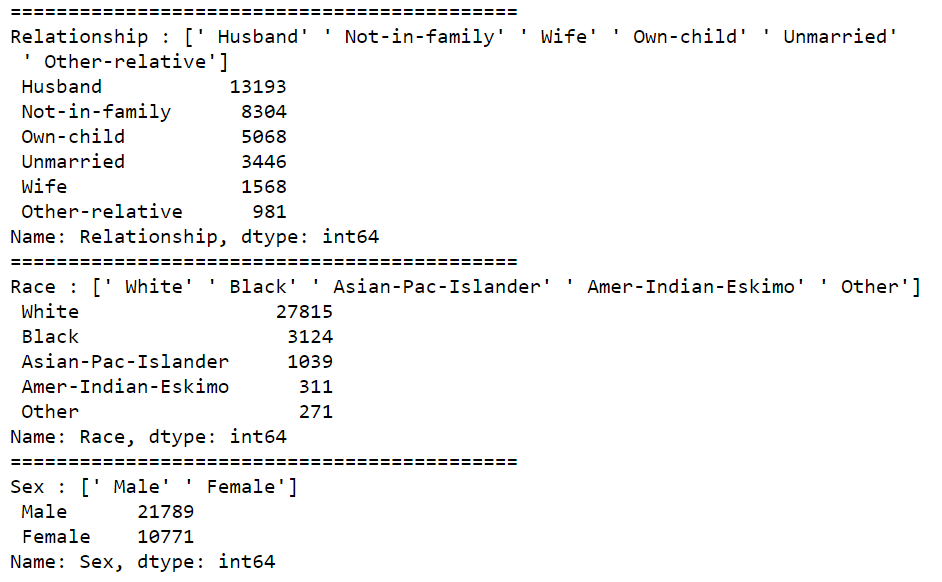 ============================================
Relationship : [' Husband' ' Not-in-family' ' Wife' ' Own-child' ' Unmarried'
 ' Other-relative']
 Husband           13193
 Not-in-family      8304
 Own-child          5068
 Unmarried          3446
 Wife               1568
 Other-relative      981
Name: Relationship, dtype: int64
============================================
Race : [' White' ' Black' ' Asian-Pac-Islander' ' Amer-Indian-Eskimo' ' Other']
 White                 27815
 Black                  3124
 Asian-Pac-Islander     1039
 Amer-Indian-Eskimo      311
 Other                   271
Name: Race, dtype: int64
============================================
Sex : [' Male' ' Female']
 Male      21789
 Female    10771
Name: Sex, dtype: int64